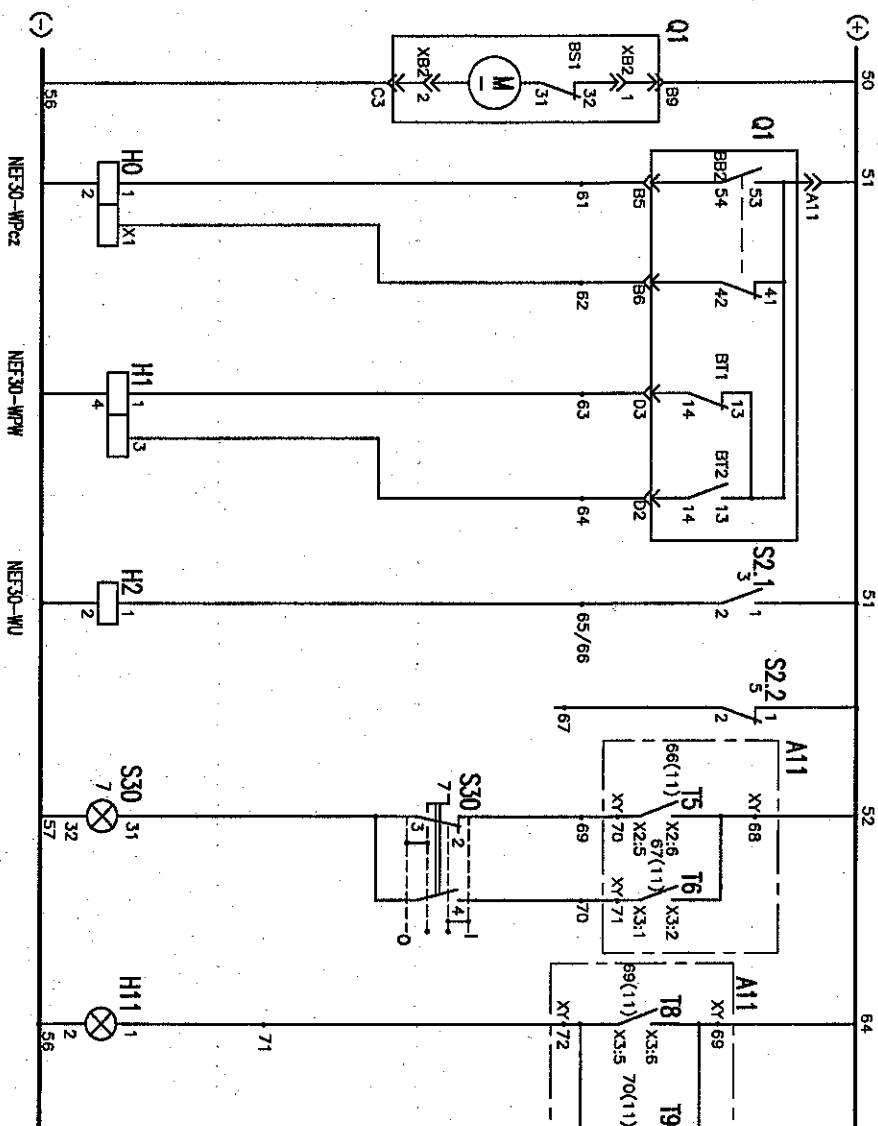 (-)
(+)
50
Q1
B9
XB2
1
BS1
32
31
M
XB2
2
C3
56
51
A11
Q1
BB2
53
54
41
42
BT1
13
14
BT2
13
14
B5
B6
D3
D2
61
62
63
64
H0
1
2
X1
NEF30-WPcz
H1
1
3
4
NEF30-WPW
51
S2.1
3
1
2
65/66
H2
1
2
NEF30-WU
S2.2
5
1
2
67
52
A11
XY•68
66(11)
T5
X2:6
X2:5
XY•70
67(11)
T6
X3:2
X3:1
XY•71
69
70
S30
7
2
3
4
I
0
S30
7
31
32
57
64
A11
XY•69
69(11)
T8
X3:6
X3:5
XY•72
70(11)
T9
71
H11
1
2
56